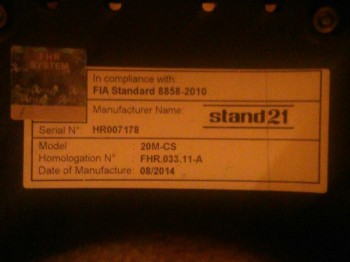 FHR
SYSTEM
In compliance with:
FIA Standard 8858-2010
Manufacturer Name:
stand21
Serial N°: HR007178
Model : 20M-CS
Homologation N° : FHR.033.11-A
Date of Manufacture: 08/2014